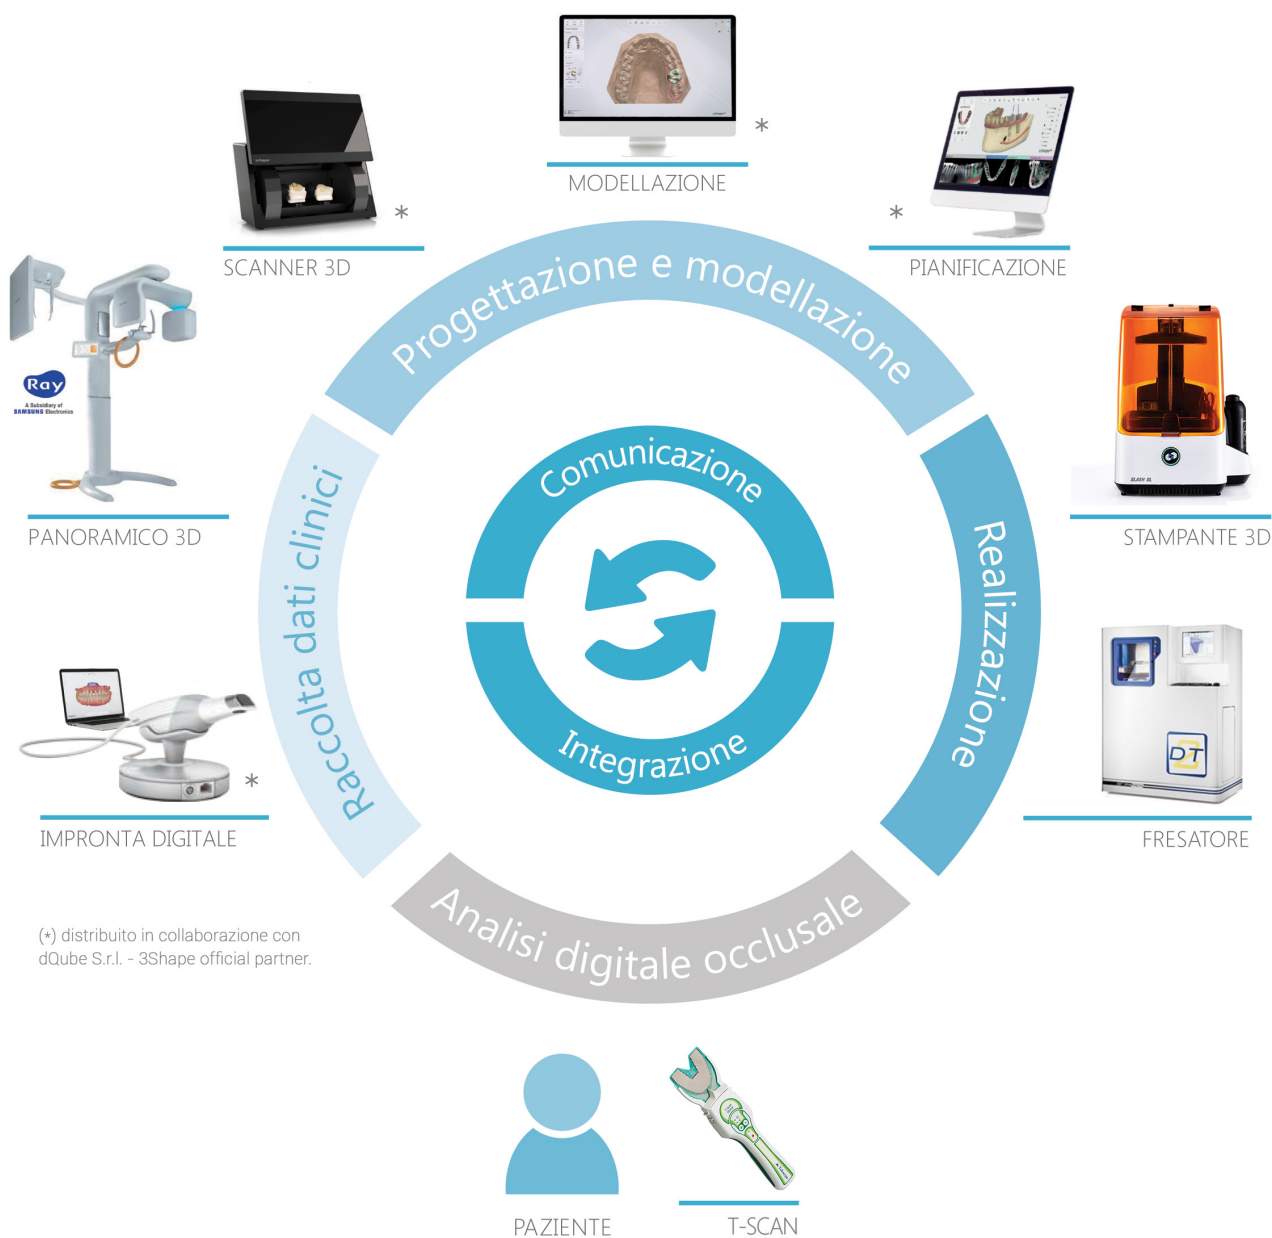 *
MODELLAZIONE
*
SCANNER 3D
*
PIANIFICAZIONE
Progettazione e modellazione
Ray
A Subsidiary of
SAMSUNG Electronics
PANORAMICO 3D
STAMPANTE 3D
Raccolta dati clinici
Comunicazione
Integrazione
Realizzazione
DT
*
IMPRONTA DIGITALE
FRESATORE
Analisi digitale occlusale
(*) distribuito in collaborazione con
dQube S.r.l. - 3Shape official partner.
PAZIENTE
T-SCAN